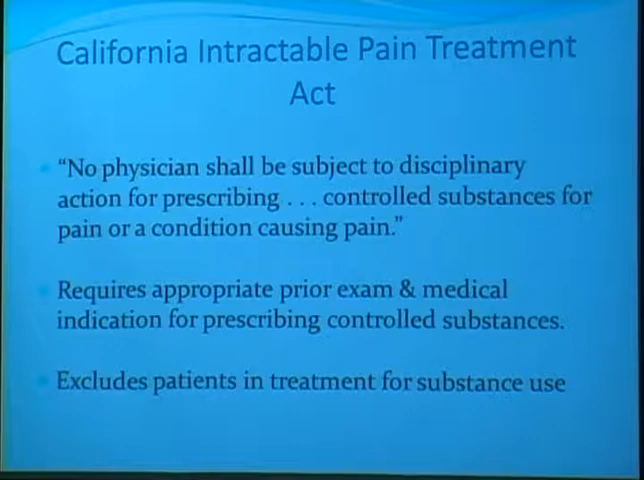 California Intractable Pain Treatment
Act
“No physician shall be subject to disciplinary
action for prescribing . . . controlled substances for
pain or a condition causing pain.”
Requires appropriate prior exam & medical
indication for prescribing controlled substances.
Excludes patients in treatment for substance use